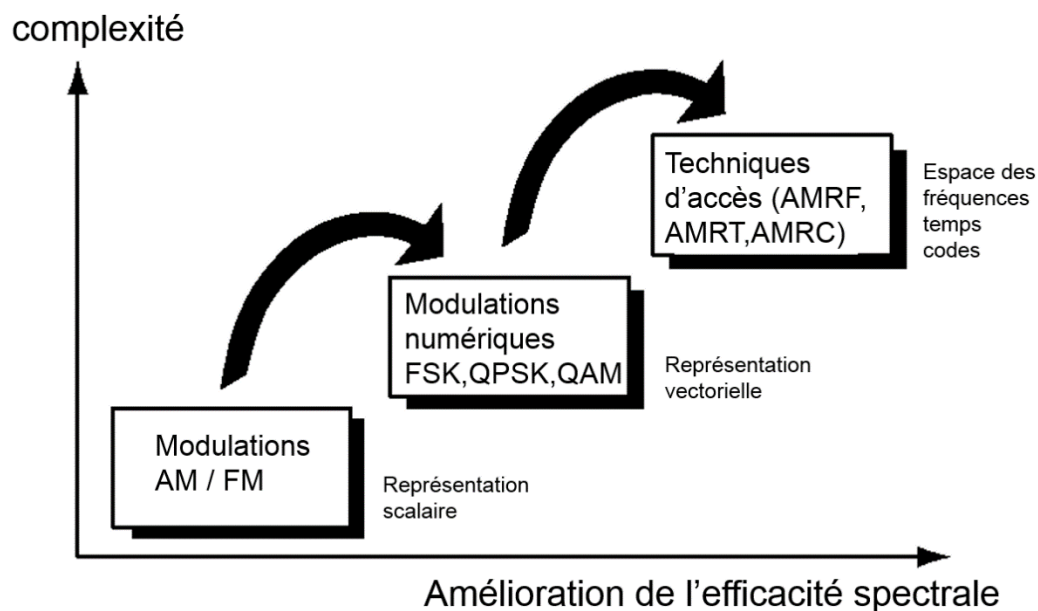 complexité
Techniques
d’accès (AMRF,
AMRT,AMRC)
Espace des
fréquences
temps
codes
Modulations
numériques
FSK,QPSK,QAM
Représentation
vectorielle
Modulations
AM / FM
Représentation
scalaire
Amélioration de l’efficacité spectrale